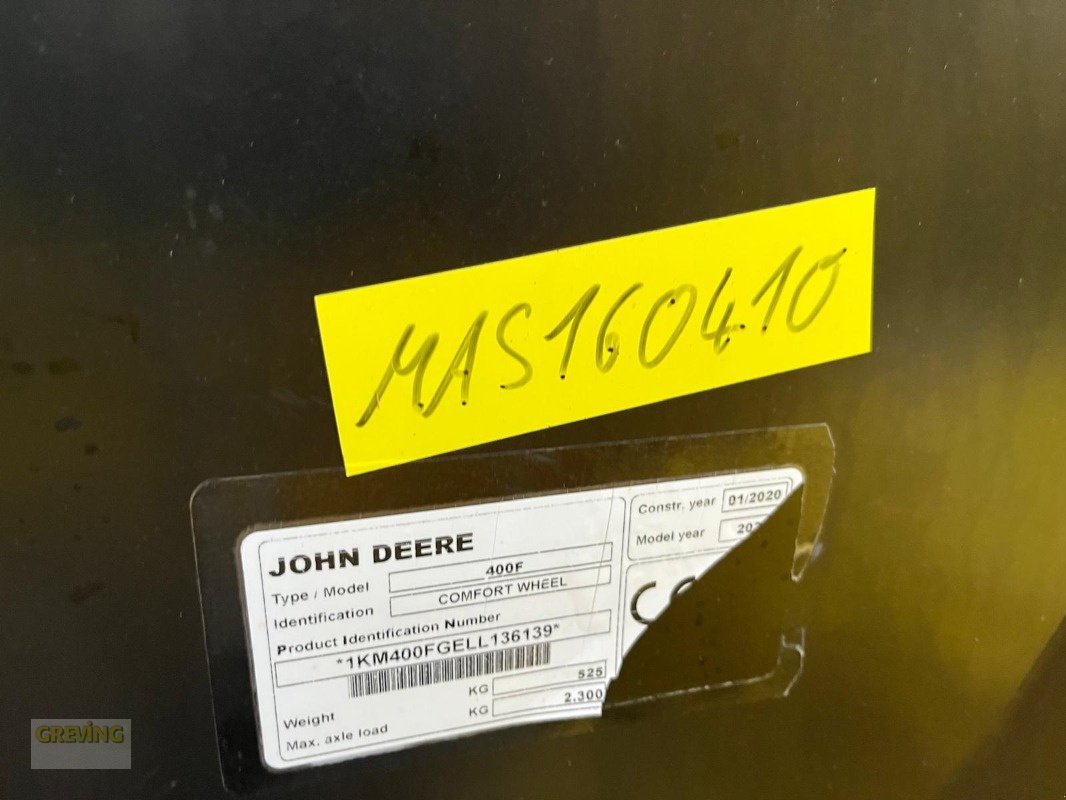 MAS160410
JOHN DEERE
Constr. year 01/2020
Model year
Type / Model 400F
Identification COMFORT WHEEL
Product Identification Number
*1KM400FGELL136139*
Weight KG 525
Max. axle load KG 2.300
GREVING